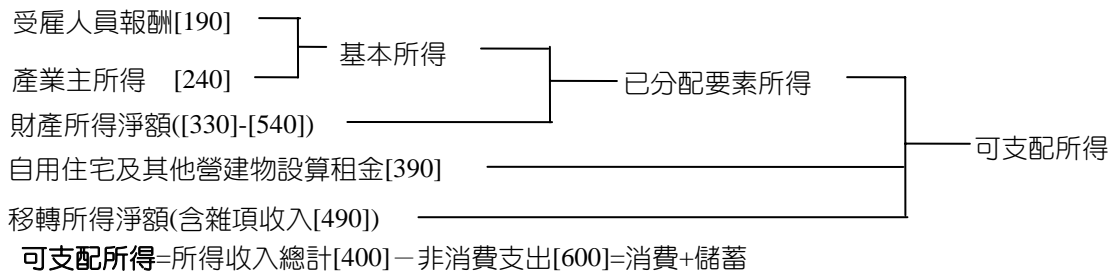 受雇人員報酬[190]
基本所得
產業主所得 [240]
已分配要素所得
財產所得淨額([330]-[540])
可支配所得
自用住宅及其他營建物設算租金[390]
移轉所得淨額(含雜項收入[490])
可支配所得=所得收入總計[400]－非消費支出[600]=消費+儲蓄